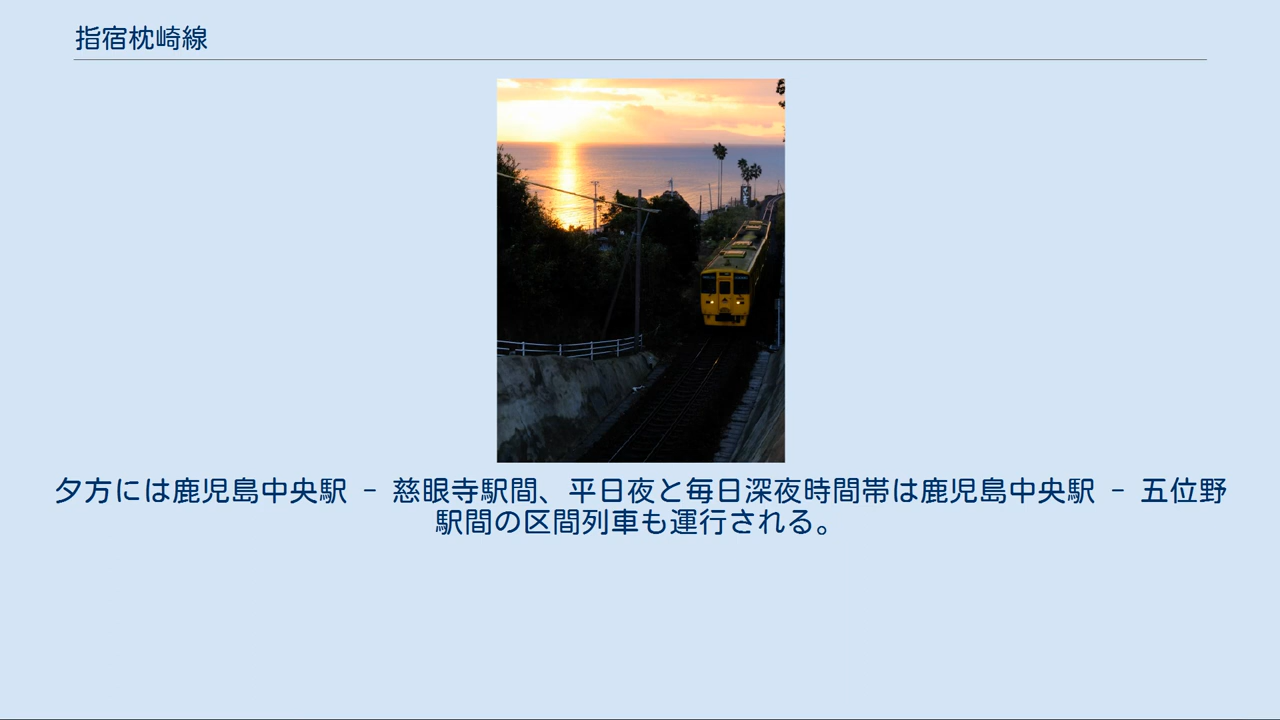 指宿枕崎線
夕方には鹿児島中央駅 - 慈眼寺駅間、平日夜と毎日深夜時間帯は鹿児島中央駅 - 五位野
駅間の区間列車も運行される。